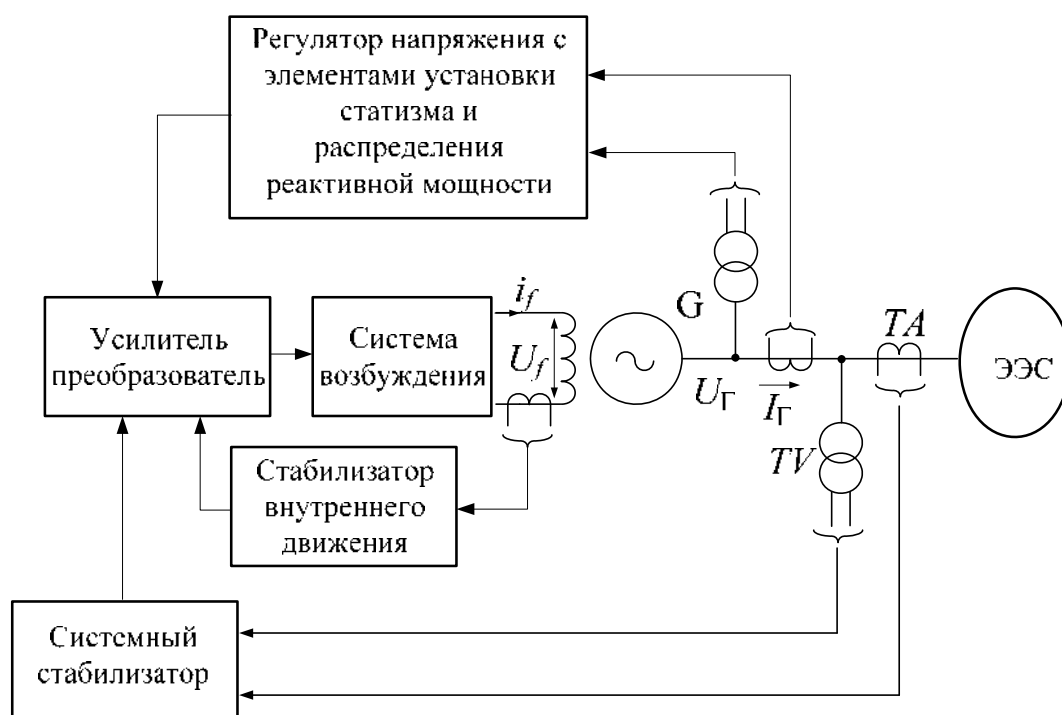 Регулятор напряжения с
элементами установки
статизма и
распределения
реактивной мощности
Усилитель
преобразователь
Система
возбуждения
i_f
U_f
G
U_Г
I_Г
TA
ЭЭС
TV
Стабилизатор
внутреннего
движения
Системный
стабилизатор